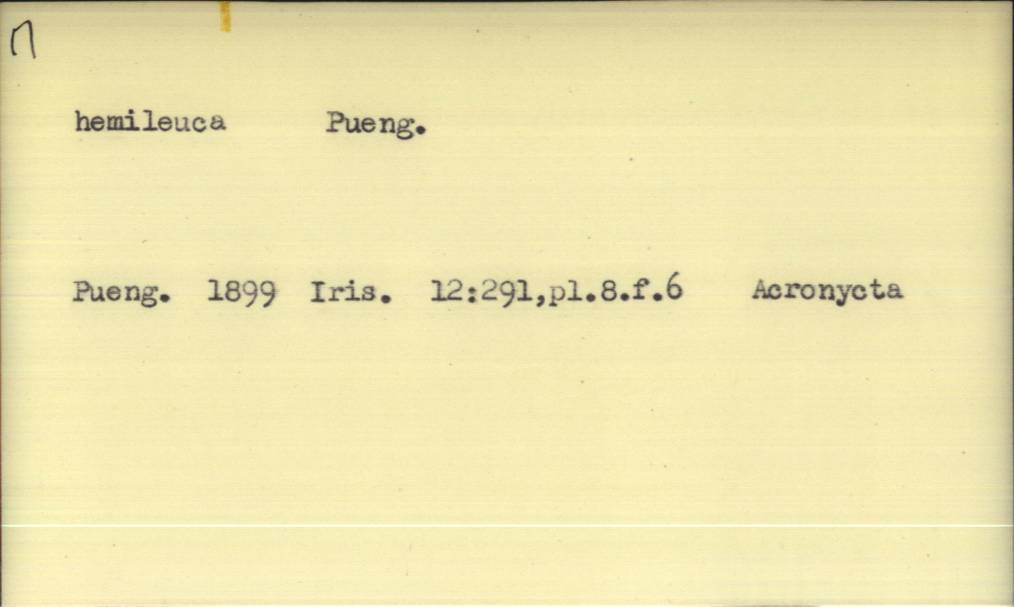 hemileuca Pueng.
Pueng. 1899 Iris. 12:291,pl.8.f.6 Acronycta